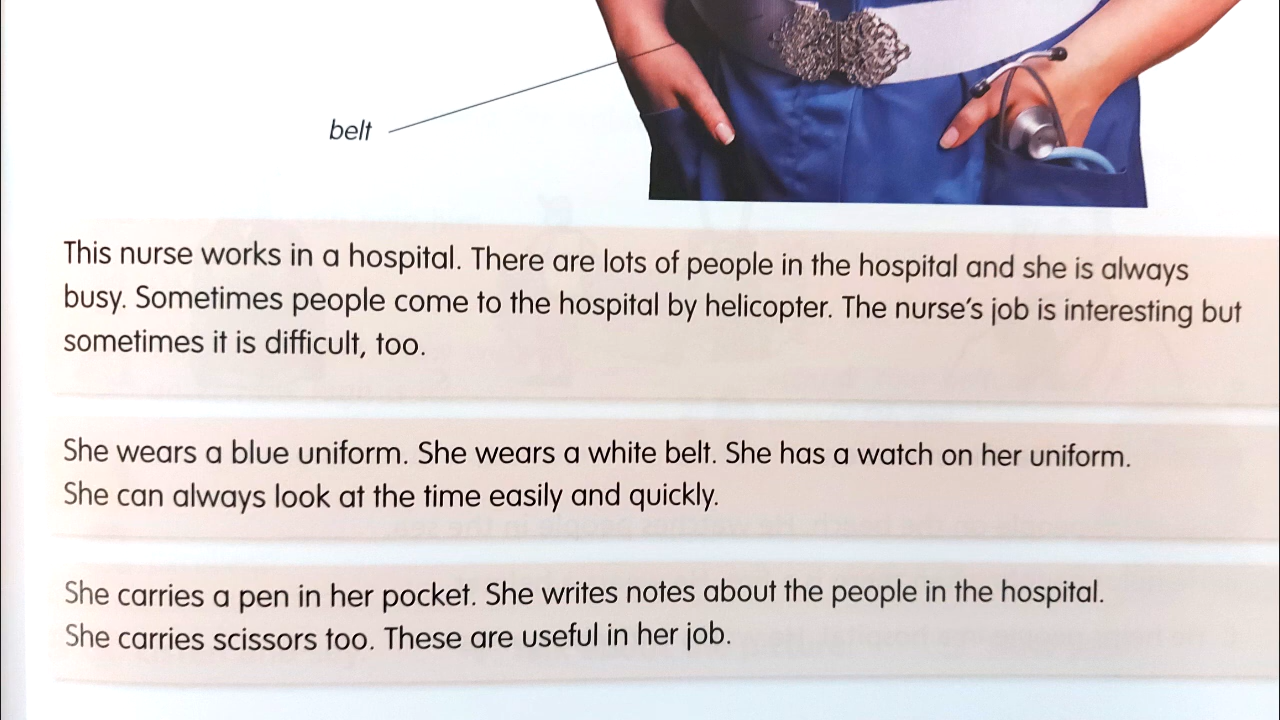 belt
This nurse works in a hospital. There are lots of people in the hospital and she is always
busy. Sometimes people come to the hospital by helicopter. The nurse's job is interesting but
sometimes it is difficult, too.
She wears a blue uniform. She wears a white belt. She has a watch on her uniform.
She can always look at the time easily and quickly.
She carries a pen in her pocket. She writes notes about the people in the hospital.
She carries scissors too. These are useful in her job.